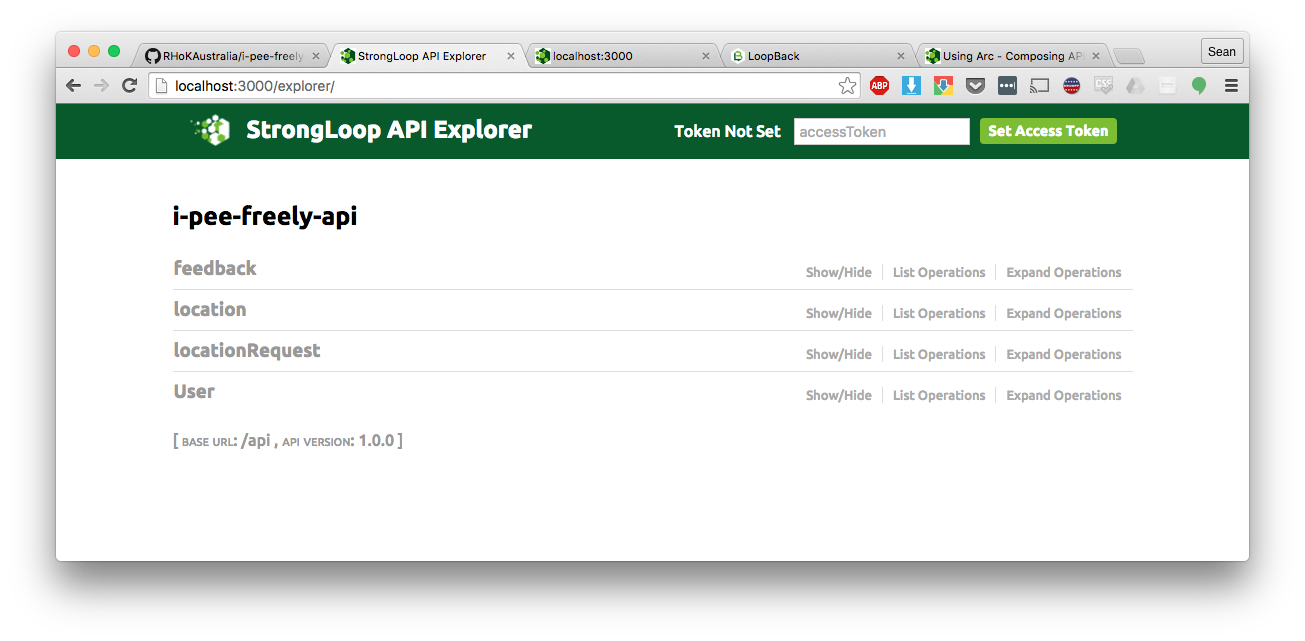 Sean
RHoKAustralia/i-pee-freely
StrongLoop API Explorer
localhost:3000
LoopBack
Using Arc - Composing AP
localhost:3000/explorer/
ABP
CSS
StrongLoop API Explorer
Token Not Set
accessToken
Set Access Token
i-pee-freely-api
feedback
Show/Hide List Operations Expand Operations
location
Show/Hide List Operations Expand Operations
locationRequest
Show/Hide List Operations Expand Operations
User
Show/Hide List Operations Expand Operations
[ BASE URL: /api , API VERSION: 1.0.0 ]